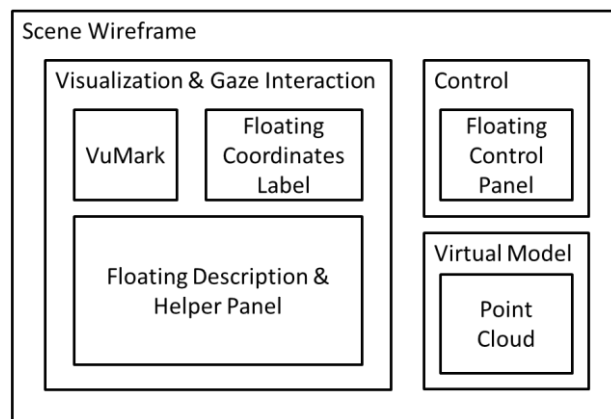 Scene Wireframe
Visualization & Gaze Interaction
VuMark
Floating
Coordinates
Label
Floating Description &
Helper Panel
Control
Floating
Control
Panel
Virtual Model
Point
Cloud